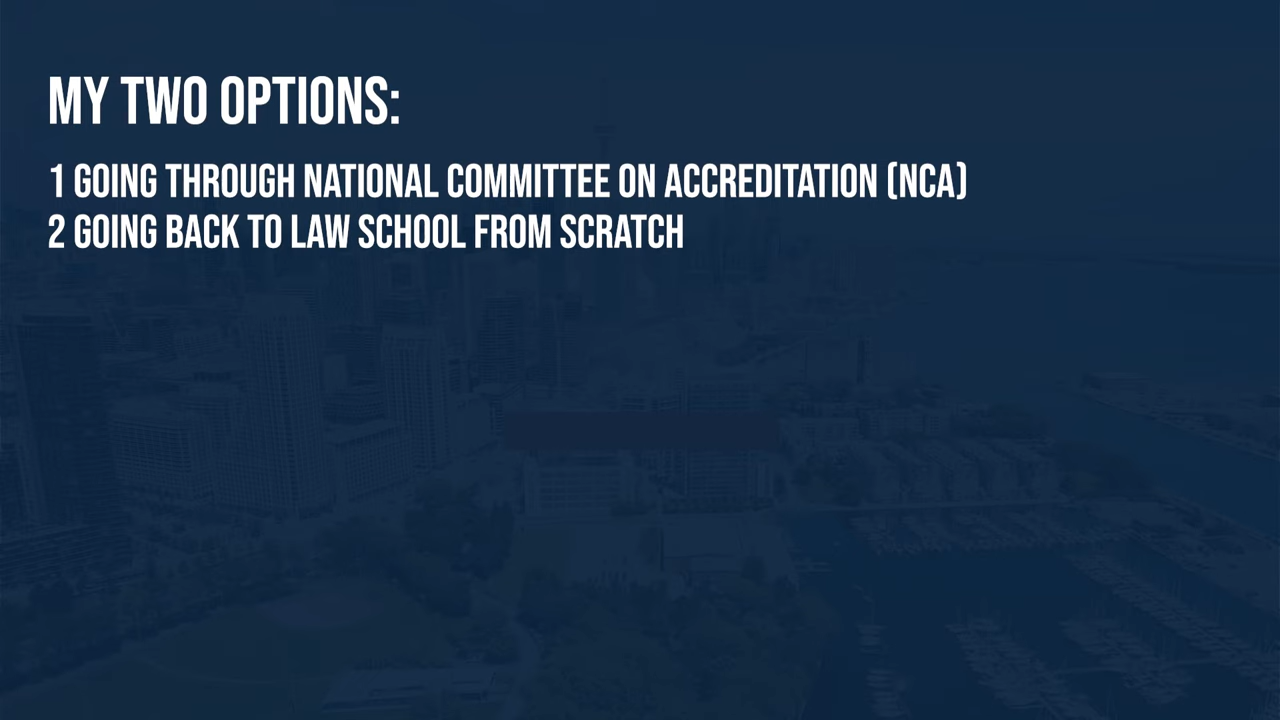 MY TWO OPTIONS:
1 GOING THROUGH NATIONAL COMMITTEE ON ACCREDITATION (NCA)
2 GOING BACK TO LAW SCHOOL FROM SCRATCH